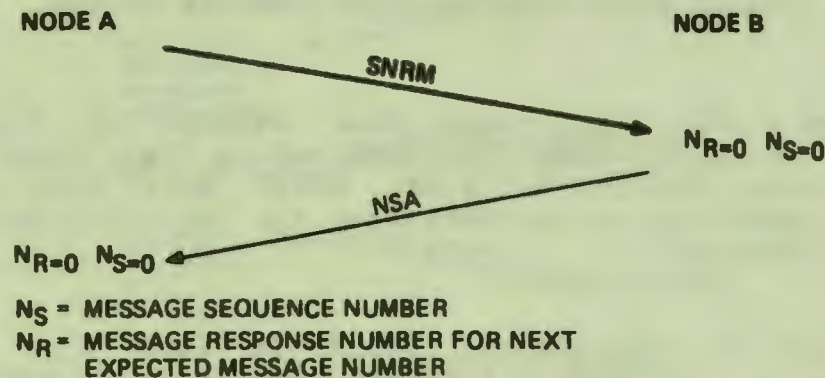 NODE A NODE B
SNRM
NR=0 NS=0
NSA
NR=0 NS=0
NS = MESSAGE SEQUENCE NUMBER
NR = MESSAGE RESPONSE NUMBER FOR NEXT
EXPECTED MESSAGE NUMBER